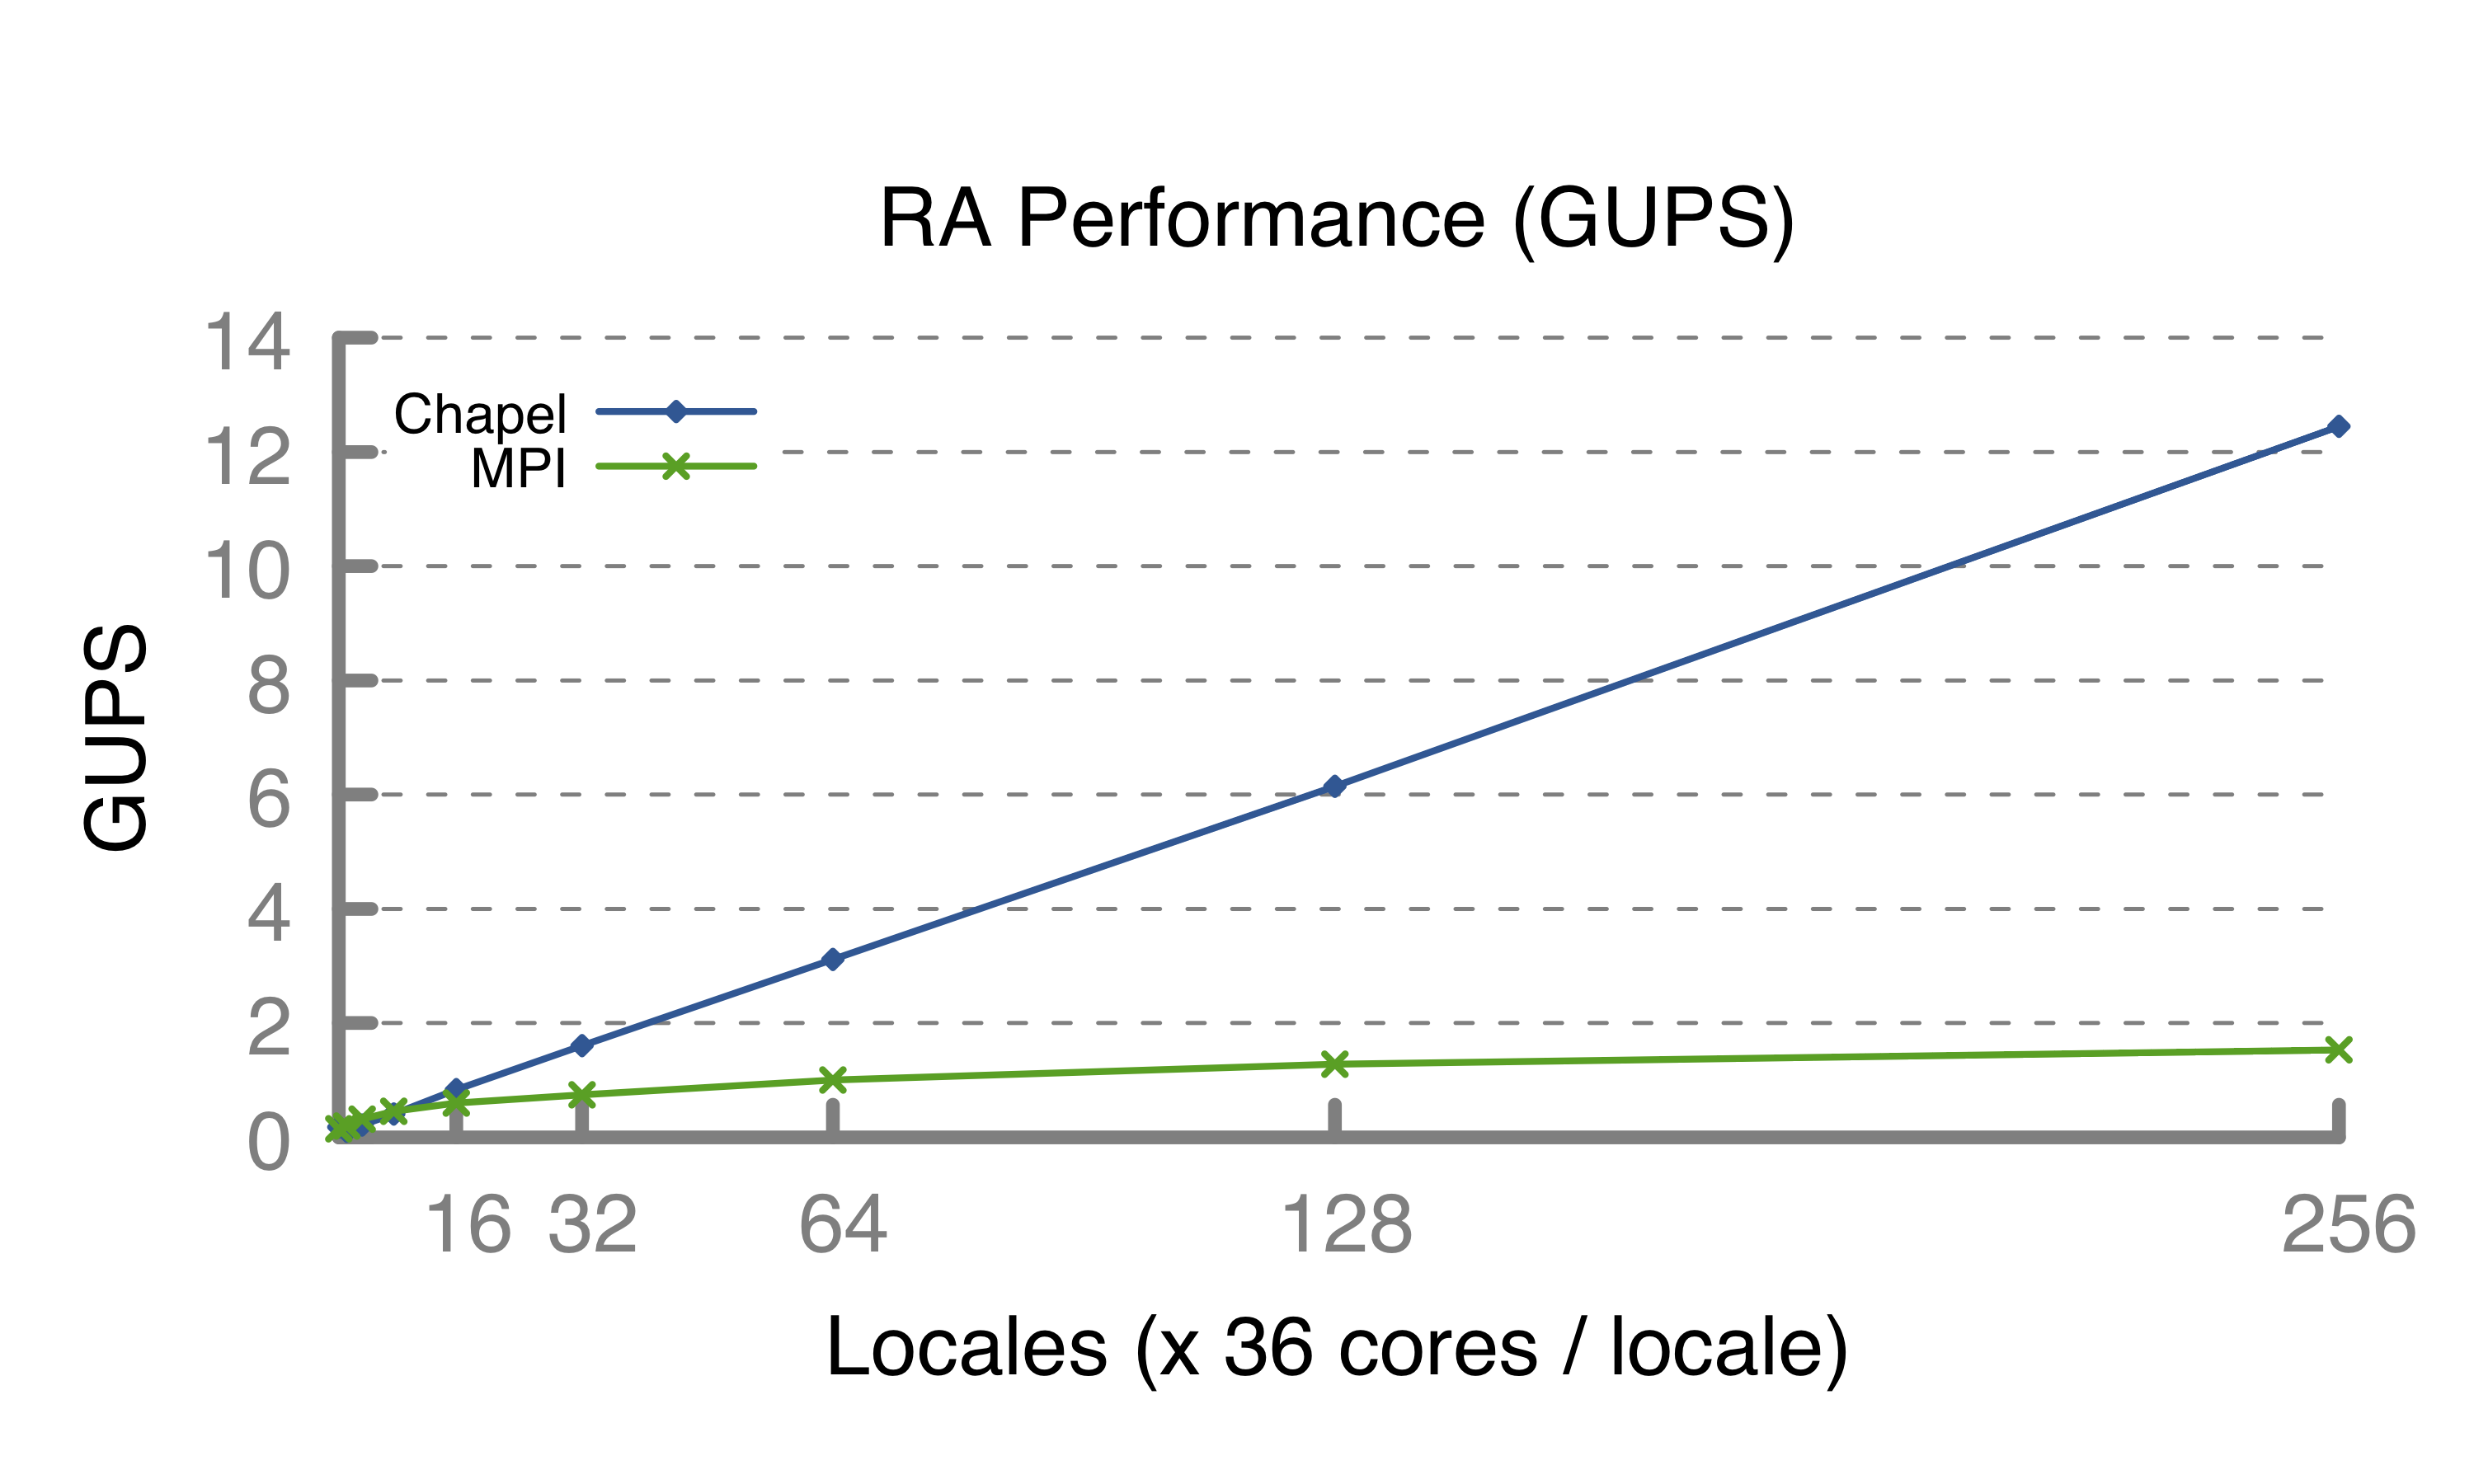 RA Performance (GUPS)
14
12
10
8
6
4
2
0
Chapel
MPI
GUPS
16 32 64 128 256
Locales (x 36 cores / locale)